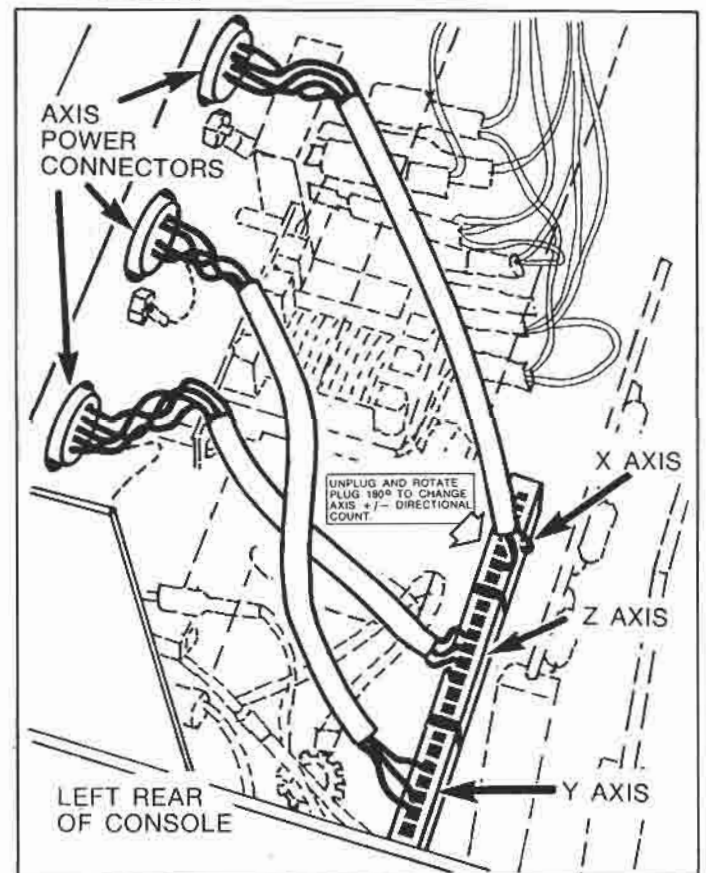 AXIS
POWER
CONNECTORS
UNPLUG AND ROTATE
PLUG 180º TO CHANGE
AXIS +/− DIRECTIONAL
COUNT.
X AXIS
Z AXIS
Y AXIS
LEFT REAR
OF CONSOLE